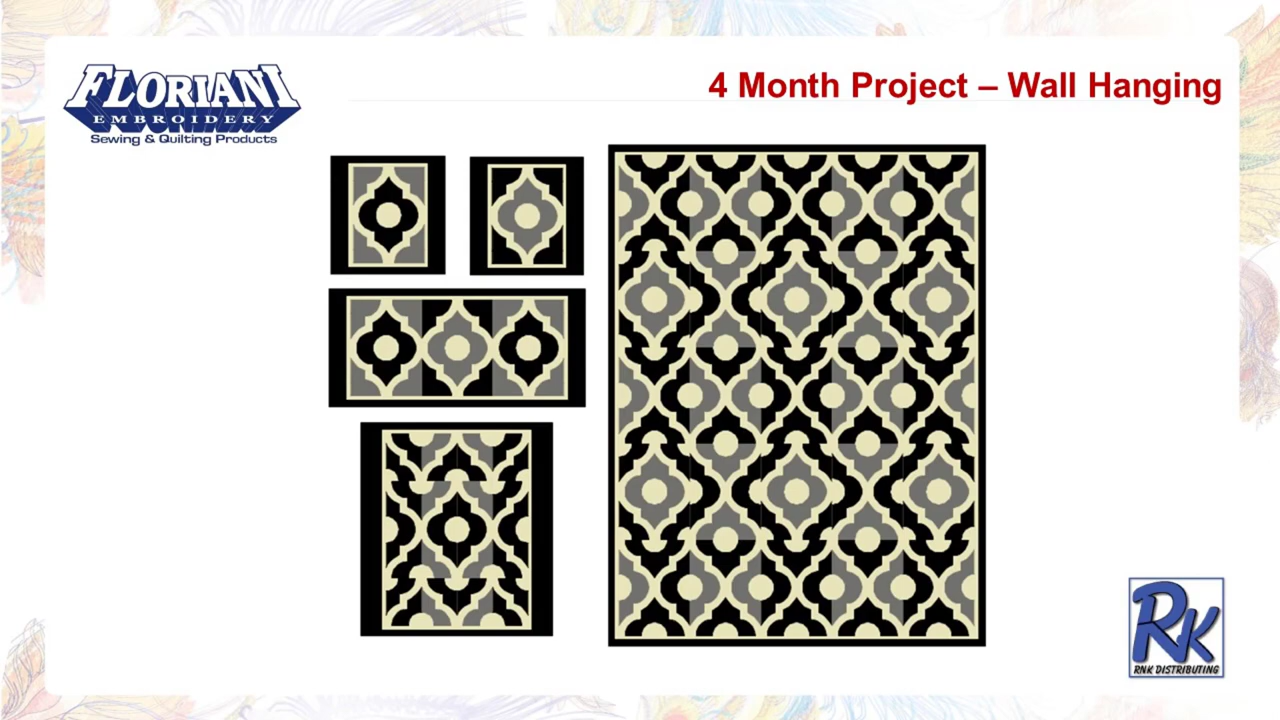 FLORIANI
EMBROIDERY
Sewing & Quilting Products
4 Month Project – Wall Hanging
RK
RNK DISTRIBUTING